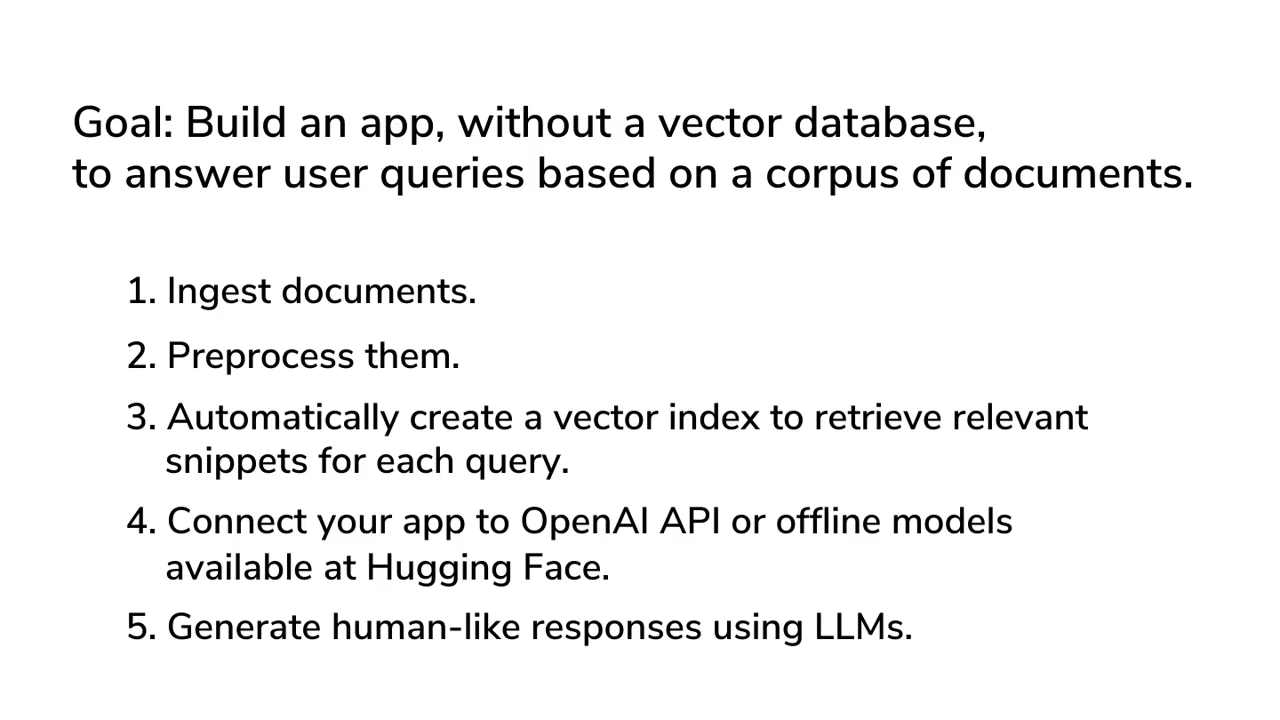 Goal: Build an app, without a vector database,
to answer user queries based on a corpus of documents.
1. Ingest documents.
2. Preprocess them.
3. Automatically create a vector index to retrieve relevant
snippets for each query.
4. Connect your app to OpenAI API or offline models
available at Hugging Face.
5. Generate human-like responses using LLMs.